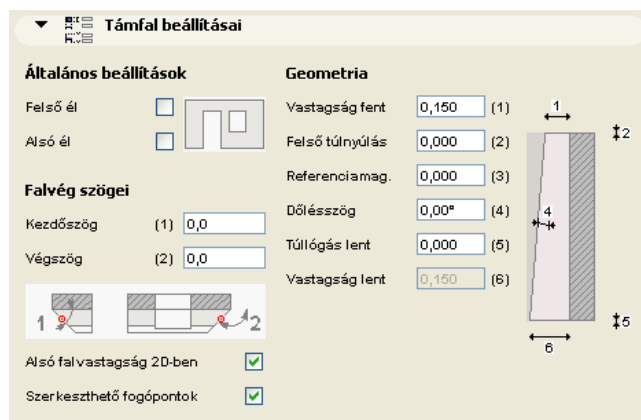 Támfal beállításai
Általános beállítások
Felső él
Alsó él
Falvég szögei
Kezdőszög (1) 0,0
Végszög (2) 0,0
1 2
Alsó falvastagság 2D-ben
Szerkeszthető fogópontok
Geometria
Vastagság fent 0,150 (1)
Felső túlnyúlás 0,000 (2)
Referenciamag. 0,000 (3)
Dőlésszög 0,00° (4)
Túllógás lent 0,000 (5)
Vastagság lent 0,150 (6)
1
2
4
5
6